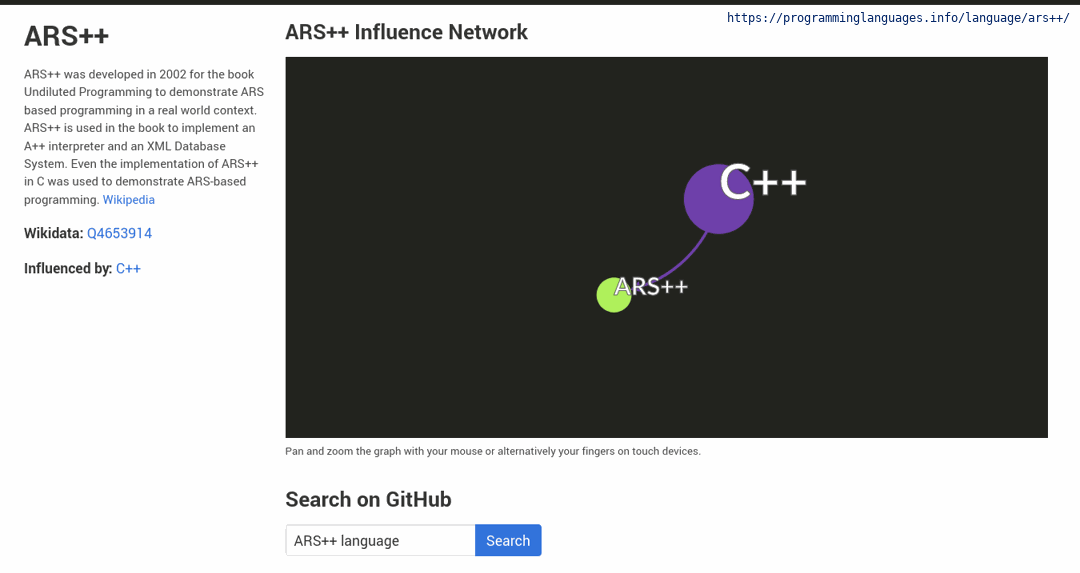 https://programminglanguages.info/language/ars++/
ARS++
ARS++ was developed in 2002 for the book
Undiluted Programming to demonstrate ARS
based programming in a real world context.
ARS++ is used in the book to implement an
A++ interpreter and an XML Database
System. Even the implementation of ARS++
in C was used to demonstrate ARS-based
programming. Wikipedia
Wikidata: Q4653914
Influenced by: C++
ARS++ Influence Network
C++
ARS++
Pan and zoom the graph with your mouse or alternatively your fingers on touch devices.
Search on GitHub
ARS++ language
Search